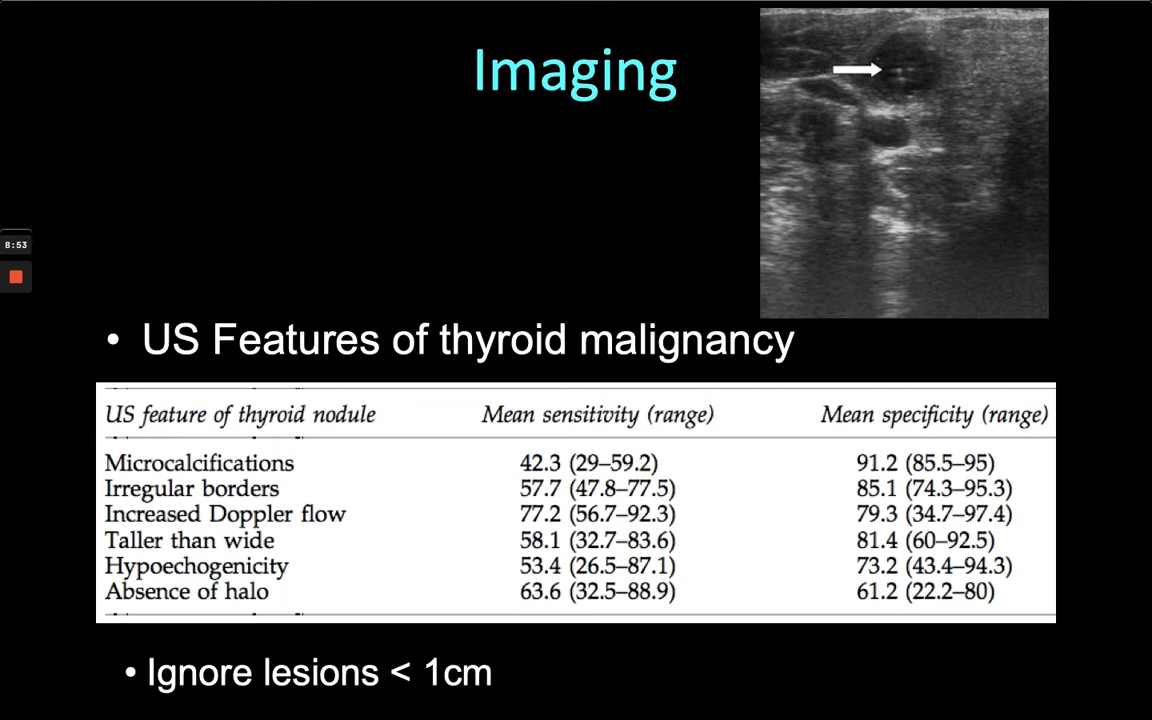 Imaging
8:53
• US Features of thyroid malignancy
US feature of thyroid nodule Mean sensitivity (range) Mean specificity (range)
Microcalcifications 42.3 (29–59.2) 91.2 (85.5–95)
Irregular borders 57.7 (47.8–77.5) 85.1 (74.3–95.3)
Increased Doppler flow 77.2 (56.7–92.3) 79.3 (34.7–97.4)
Taller than wide 58.1 (32.7–83.6) 81.4 (60–92.5)
Hypoechogenicity 53.4 (26.5–87.1) 73.2 (43.4–94.3)
Absence of halo 63.6 (32.5–88.9) 61.2 (22.2–80)
• Ignore lesions < 1cm